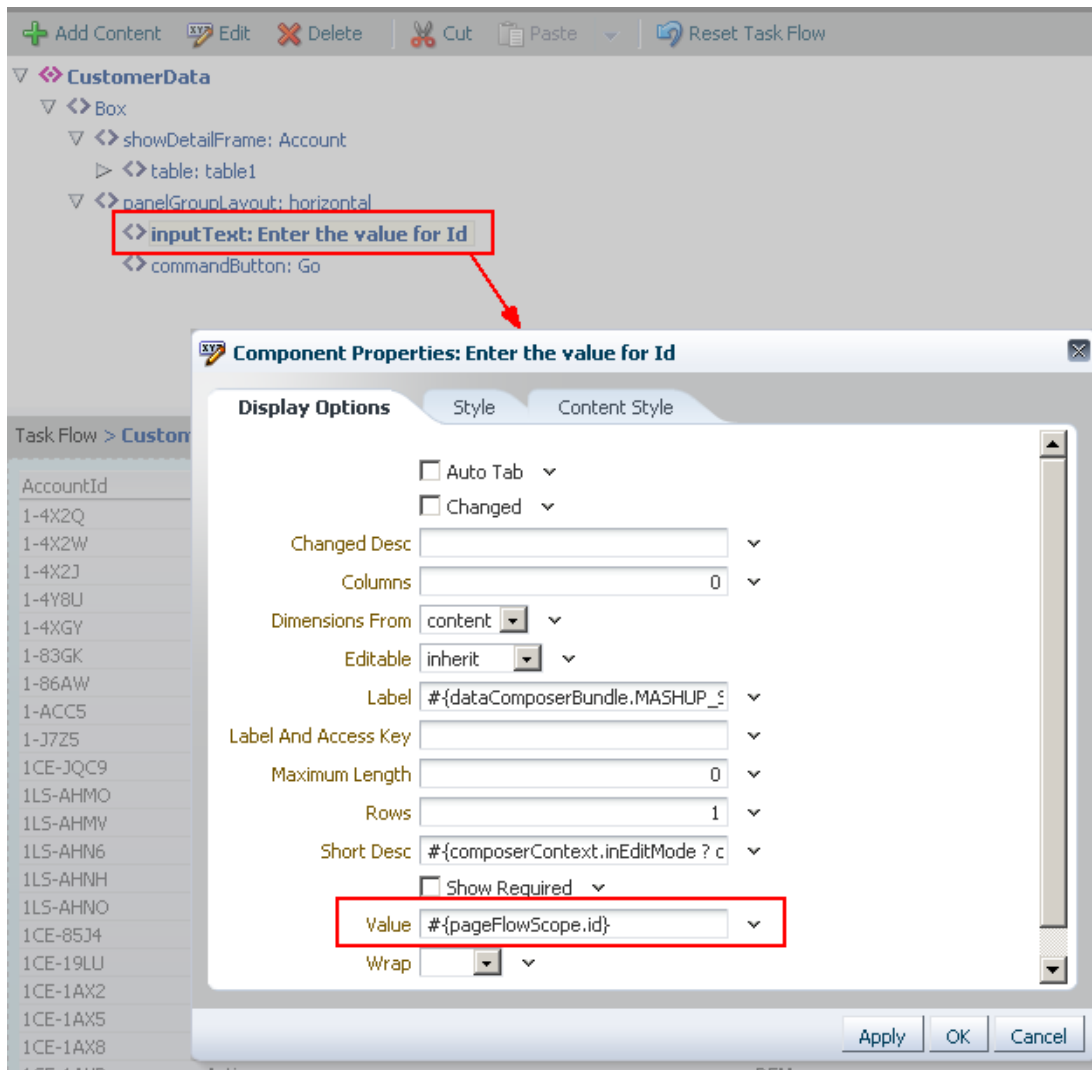 Add Content Edit Delete Cut Paste Reset Task Flow
CustomerData
Box
showDetailFrame: Account
table: table1
panelGroupLayout: horizontal
inputText: Enter the value for Id
commandButton: Go
Component Properties: Enter the value for Id
Display Options Style Content Style
Task Flow > Custom
AccountId
1-4X2Q
1-4X2W
1-4X2J
1-4Y8U
1-4XGY
1-83GK
1-86AW
1-ACC5
1-J7Z5
1CE-JQC9
1LS-AHMO
1LS-AHMV
1LS-AHN6
1LS-AHNH
1LS-AHNO
1CE-85J4
1CE-19LU
1CE-1AX2
1CE-1AX5
1CE-1AX8
Auto Tab
Changed
Changed Desc
Columns 0
Dimensions From content
Editable inherit
Label #{dataComposerBundle.MASHUP_S
Label And Access Key
Maximum Length 0
Rows 1
Short Desc #{composerContext.inEditMode ? c
Show Required
Value #{pageFlowScope.id}
Wrap
Apply OK Cancel